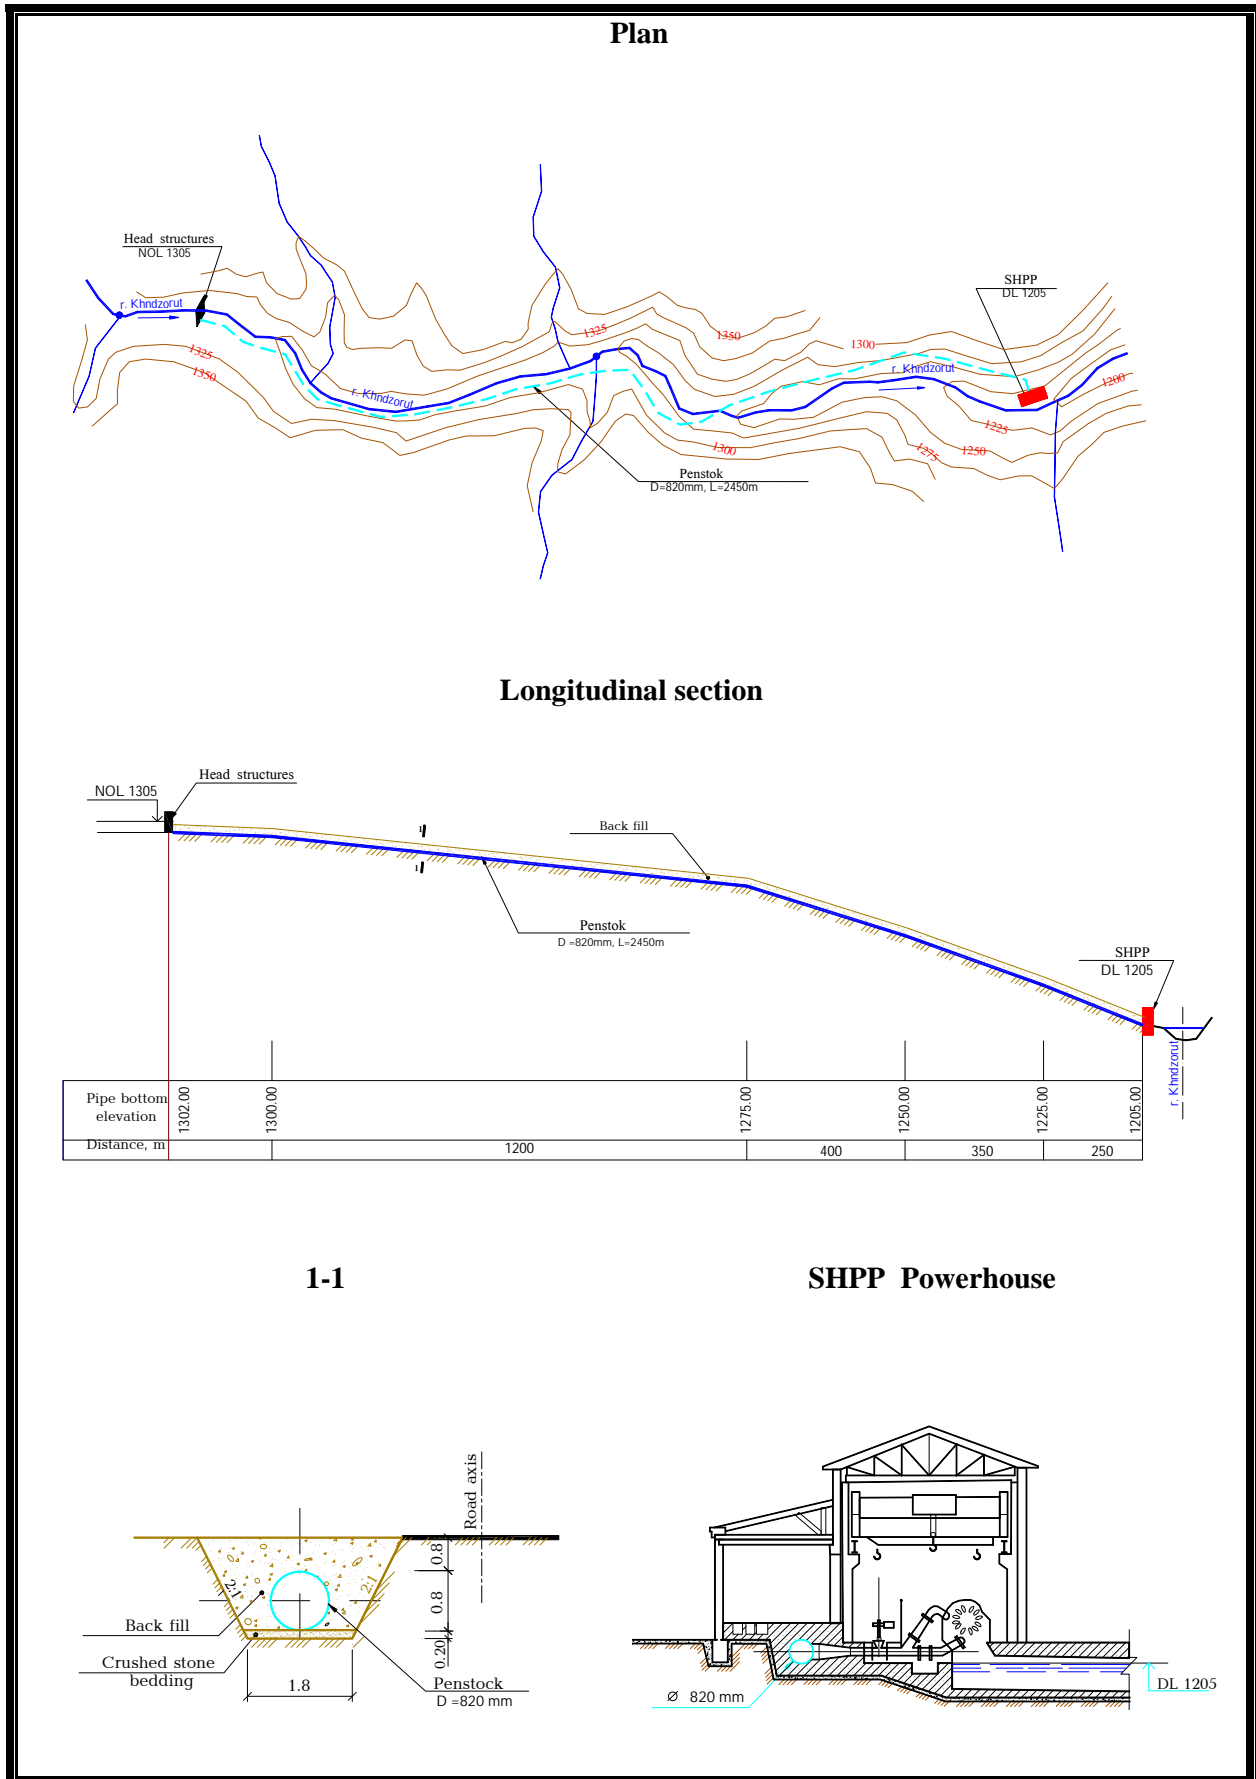 Plan
Head structures
NOL 1305
r. Khndzorut
1325
1350
r. Khndzorut
1325
1350
1300
r. Khndzorut
SHPP
DL 1205
1200
1225
1250
1275
1300
Penstok
D=820mm, L=2450m
Longitudinal section
NOL 1305
Head structures
1
1
Back fill
Penstok
D =820mm, L=2450m
SHPP
DL 1205
r. Khndzorut
Pipe bottom
elevation
1302.00
1300.00
1275.00
1250.00
1225.00
1205.00
Distance, m
1200
400
350
250
1-1
SHPP Powerhouse
Road axis
0.8
0.8
0.20
2:1
2:1
Back fill
Crushed stone
bedding
1.8
Penstock
D =820 mm
Ø 820 mm
DL 1205